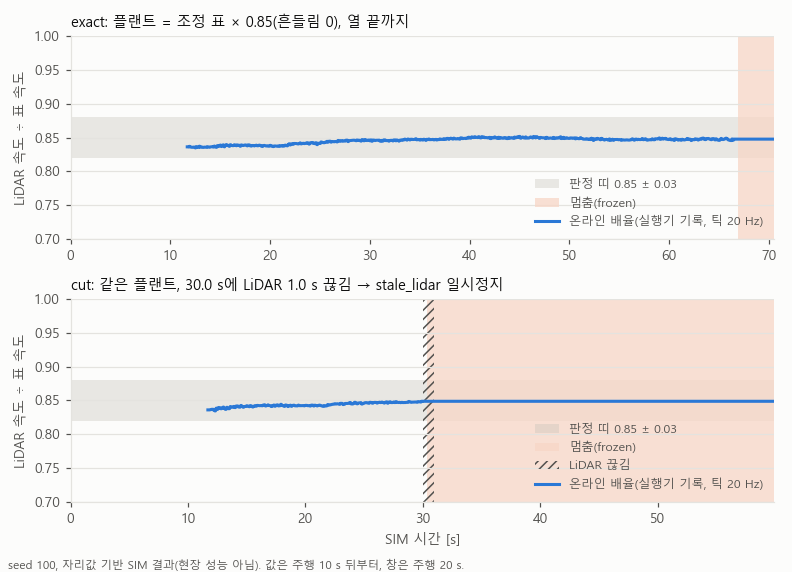 exact: 플랜트 = 조정 표 × 0.85(흔들림 0), 열 끝까지
LiDAR 속도 ÷ 표 속도
1.00
0.95
0.90
0.85
0.80
0.75
0.70
판정 띠 0.85 ± 0.03
멈춤(frozen)
온라인 배율(실행기 기록, 틱 20 Hz)
0 10 20 30 40 50 60 70
cut: 같은 플랜트, 30.0 s에 LiDAR 1.0 s 끊김 → stale_lidar 일시정지
LiDAR 속도 ÷ 표 속도
1.00
0.95
0.90
0.85
0.80
0.75
0.70
판정 띠 0.85 ± 0.03
멈춤(frozen)
LiDAR 끊김
온라인 배율(실행기 기록, 틱 20 Hz)
0 10 20 30 40 50
SIM 시간 [s]
seed 100, 자리값 기반 SIM 결과(현장 성능 아님). 값은 주행 10 s 뒤부터, 창은 주행 20 s.